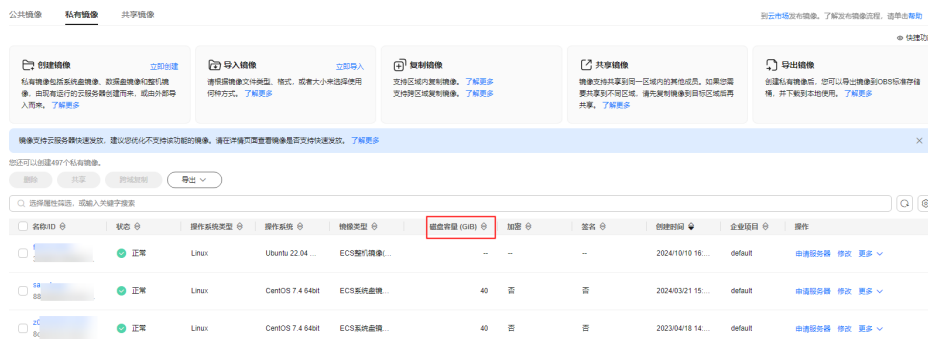 公共镜像 私有镜像 共享镜像
到云市场发布镜像。了解发布镜像流程，请单击帮助
快捷功
创建镜像 立即创建
私有镜像包括系统盘镜像、数据盘镜像和整机镜
像，由现有运行的云服务器创建而来，或由外部导
入而来。 了解更多
导入镜像 立即导入
请根据镜像文件类型、格式，或者大小来选择使用
何种方式。 了解更多
复制镜像
支持区域内复制镜像。 了解更多
支持跨区域复制镜像。 了解更多
共享镜像
镜像支持共享到同一区域内的其他成员。如果您需
要共享到不同区域，请先复制镜像到目标区域后再
共享。 了解更多
导出镜像
创建私有镜像后，您可以导出镜像到OBS标准存储
桶，并下载到本地使用。 了解更多
镜像支持云服务器快速发放，建议您优化不支持该功能的镜像。请在详情页面查看镜像是否支持快速发放。 了解更多
您还可以创建497个私有镜像。
删除 共享 跨域复制 导出
选择属性筛选，或输入关键字搜索
名称/ID 状态 操作系统类型 操作系统 镜像类型 磁盘容量 (GiB) 加密 签名 创建时间 企业项目 操作
正常 Linux Ubuntu 22.04 ... ECS整机镜像(... -- -- -- 2024/10/10 16:... default 申请服务器 修改 更多
正常 Linux CentOS 7.4 64bit ECS系统盘镜... 40 否 否 2024/03/21 15:... default 申请服务器 修改 更多
正常 Linux CentOS 7.4 64bit ECS系统盘镜... 40 否 否 2023/04/18 14:... default 申请服务器 修改 更多